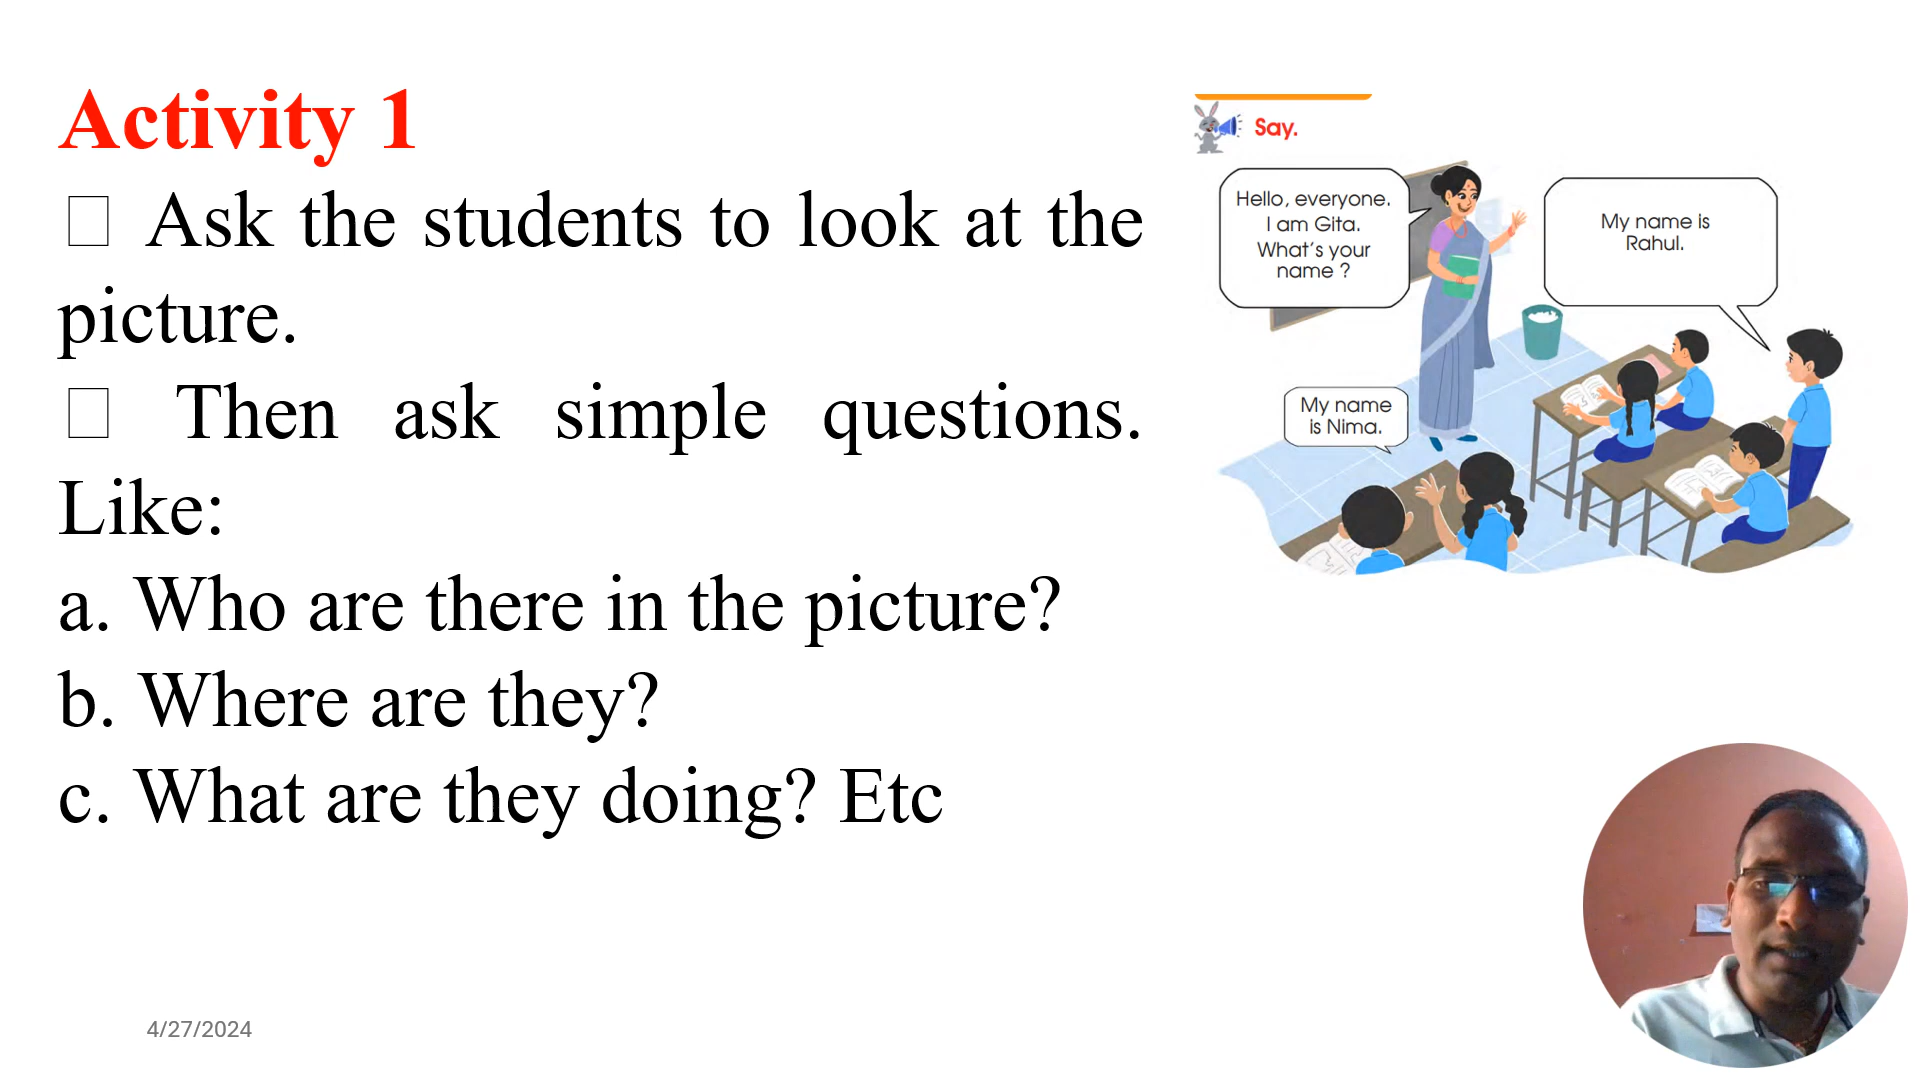 Activity 1
Ask the students to look at the
picture.
Then ask simple questions.
Like:
a. Who are there in the picture?
b. Where are they?
c. What are they doing? Etc
Say.
Hello, everyone.
I am Gita.
What's your
name ?
My name is
Rahul.
My name
is Nima.
4/27/2024